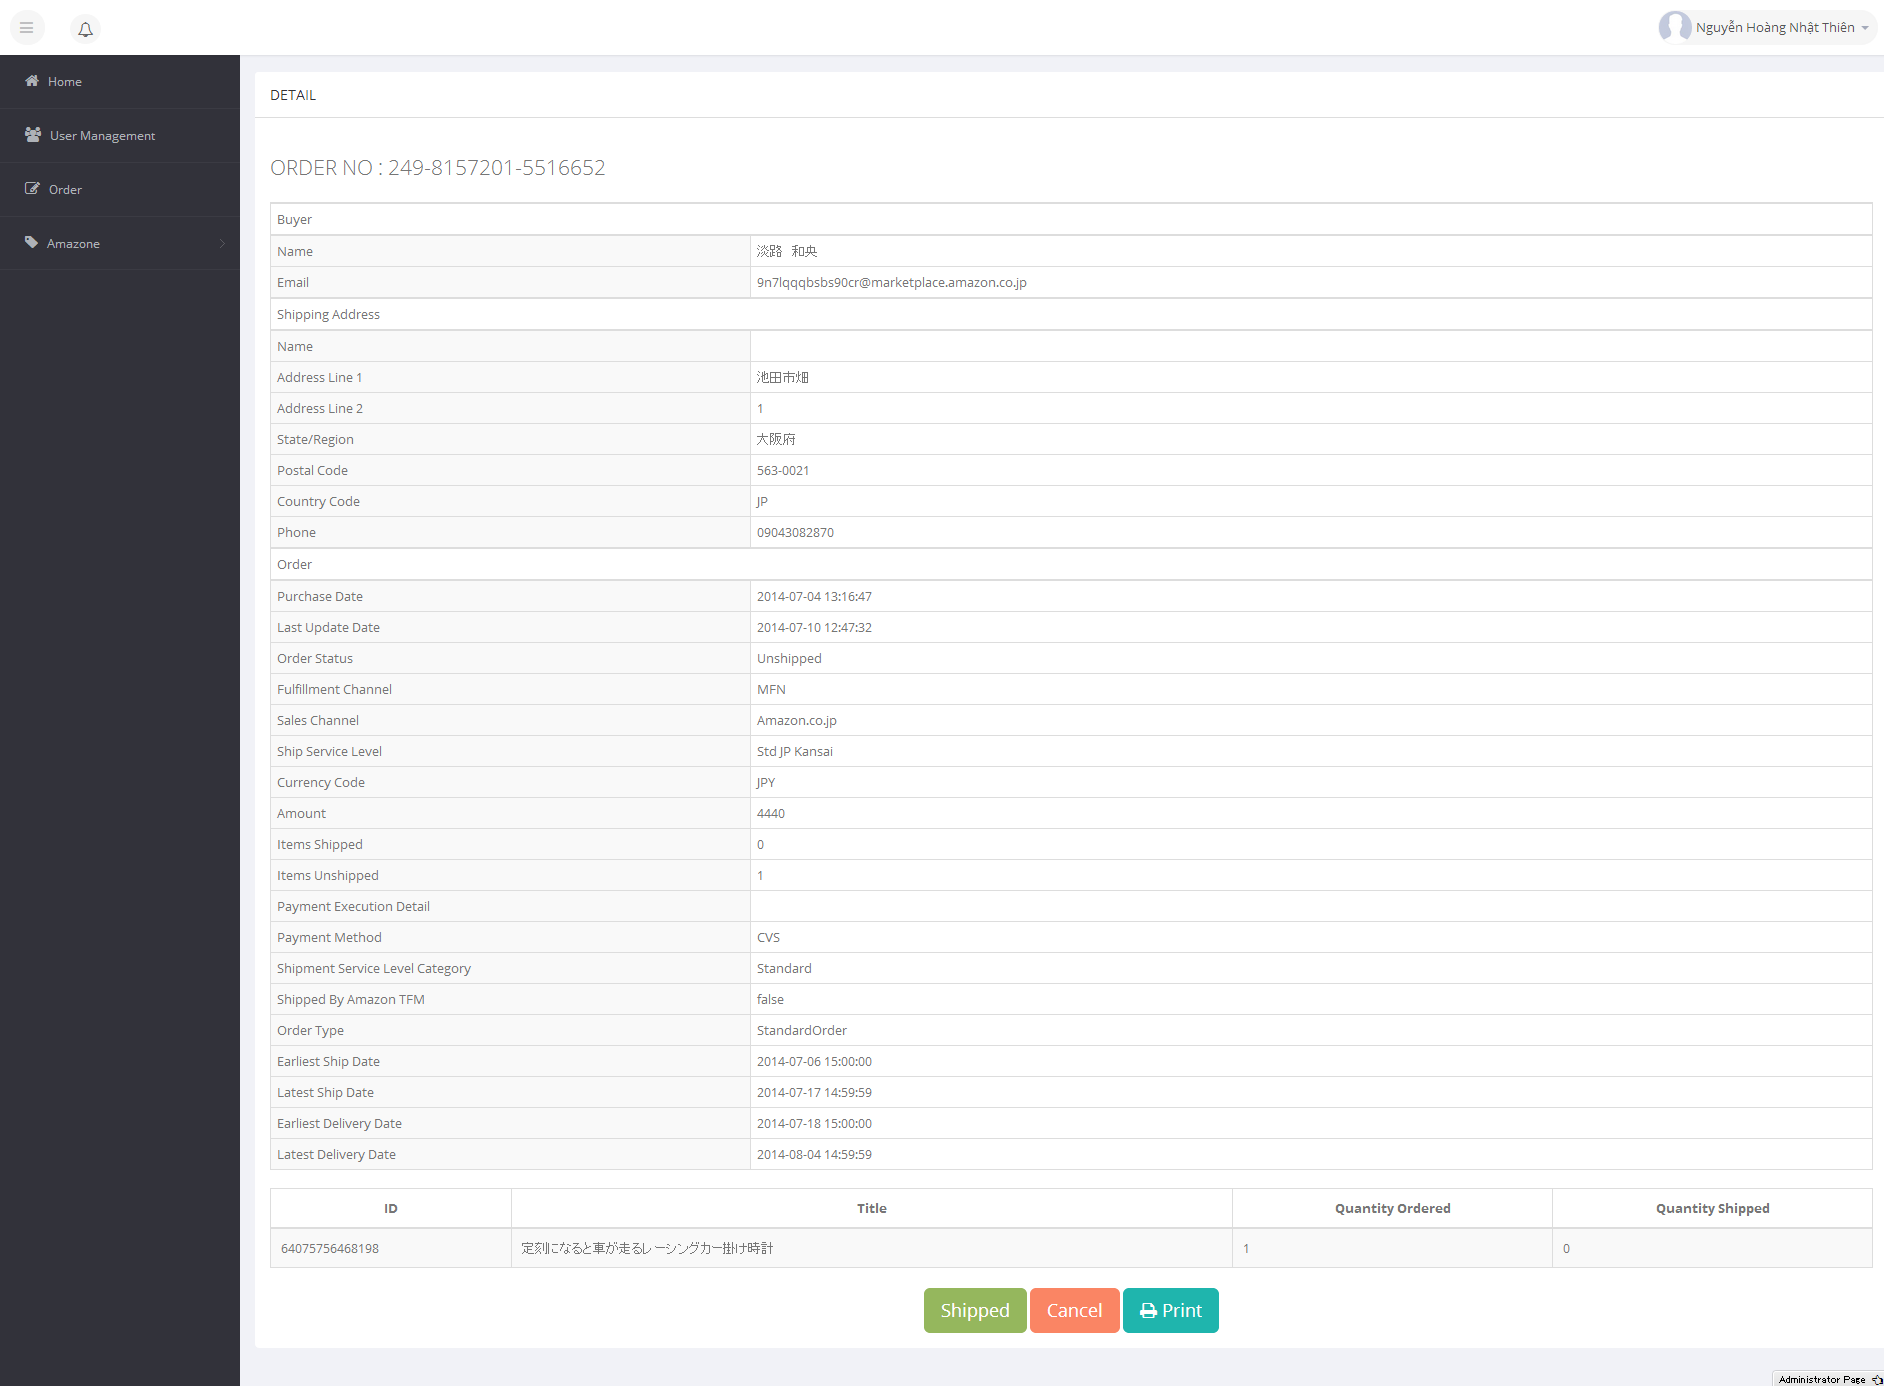 Nguyễn Hoàng Nhật Thiên
Home
User Management
Order
Amazone
DETAIL
ORDER NO : 249-8157201-5516652
Buyer
Name 淡路　和央
Email 9n7lqqqbsbs90cr@marketplace.amazon.co.jp
Shipping Address
Name
Address Line 1 池田市畑
Address Line 2 1
State/Region 大阪府
Postal Code 563-0021
Country Code JP
Phone 09043082870
Order
Purchase Date 2014-07-04 13:16:47
Last Update Date 2014-07-10 12:47:32
Order Status Unshipped
Fulfillment Channel MFN
Sales Channel Amazon.co.jp
Ship Service Level Std JP Kansai
Currency Code JPY
Amount 4440
Items Shipped 0
Items Unshipped 1
Payment Execution Detail
Payment Method CVS
Shipment Service Level Category Standard
Shipped By Amazon TFM false
Order Type StandardOrder
Earliest Ship Date 2014-07-06 15:00:00
Latest Ship Date 2014-07-17 14:59:59
Earliest Delivery Date 2014-07-18 15:00:00
Latest Delivery Date 2014-08-04 14:59:59
ID Title Quantity Ordered Quantity Shipped
64075756468198 定刻になると車が走るレーシングカー掛け時計 1 0
Shipped Cancel Print
Administrator Page